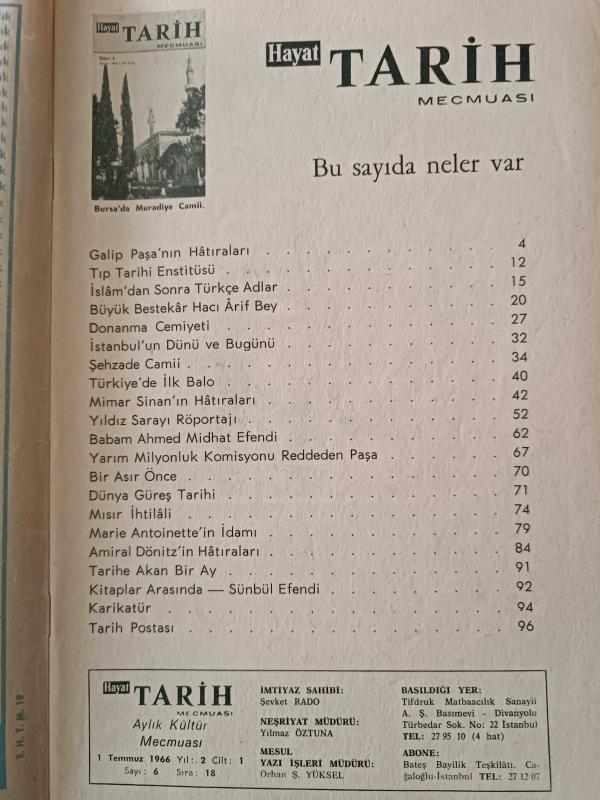 Hayat TARİH
MECMUASI
Bursa'da Muradiye Camii.
Hayat TARİH
MECMUASI
Bu sayıda neler var
Galip Paşa'nın Hâtıraları . . . . . . . . . . 4
Tıp Tarihi Enstitüsü . . . . . . . . . . . 12
İslâm'dan Sonra Türkçe Adlar . . . . . . . . . 15
Büyük Bestekâr Hacı Ârif Bey . . . . . . . . . 20
Donanma Cemiyeti . . . . . . . . . . . 27
İstanbul'un Dünü ve Bugünü . . . . . . . . . 32
Şehzade Camii . . . . . . . . . . . . 34
Türkiye'de İlk Balo . . . . . . . . . . . 40
Mimar Sinan'ın Hâtıraları . . . . . . . . . . 42
Yıldız Sarayı Röportajı . . . . . . . . . . 52
Babam Ahmed Midhat Efendi . . . . . . . . . 62
Yarım Milyonluk Komisyonu Reddeden Paşa . . . . . . 67
Bir Asır Önce . . . . . . . . . . . . 70
Dünya Güreş Tarihi . . . . . . . . . . . 71
Mısır İhtilâli . . . . . . . . . . . . 74
Marie Antoinette'in İdamı . . . . . . . . . . 79
Amiral Dönitz'in Hâtıraları . . . . . . . . . . 84
Tarihe Akan Bir Ay . . . . . . . . . . . 91
Kitaplar Arasında — Sünbül Efendi . . . . . . . . 92
Karikatür . . . . . . . . . . . . . 94
Tarih Postası . . . . . . . . . . . . 96
Hayat TARİH
MECMUASI
Aylık Kültür
Mecmuası
1 Temmuz 1966 Yıl: 2 Cilt: 1
Sayı: 6 Sıra: 18
İMTİYAZ SAHİBİ:
Şevket RADO
NEŞRİYAT MÜDÜRÜ:
Yılmaz ÖZTUNA
MESUL
YAZI İŞLERİ MÜDÜRÜ:
Orhan Ş. YÜKSEL
BASILDIĞI YER:
Tifdruk Matbaacılık Sanayii
A. Ş. Basımevi - Divanyolu
Türbedar Sok. No: 22 İstanbul
TEL: 27 95 10 (4 hat)
ABONE:
Bateş Bayilik Teşkilâtı. Ca-
ğaloğlu-İstanbul TEL: 27 12 07
S. H. T. M. 19